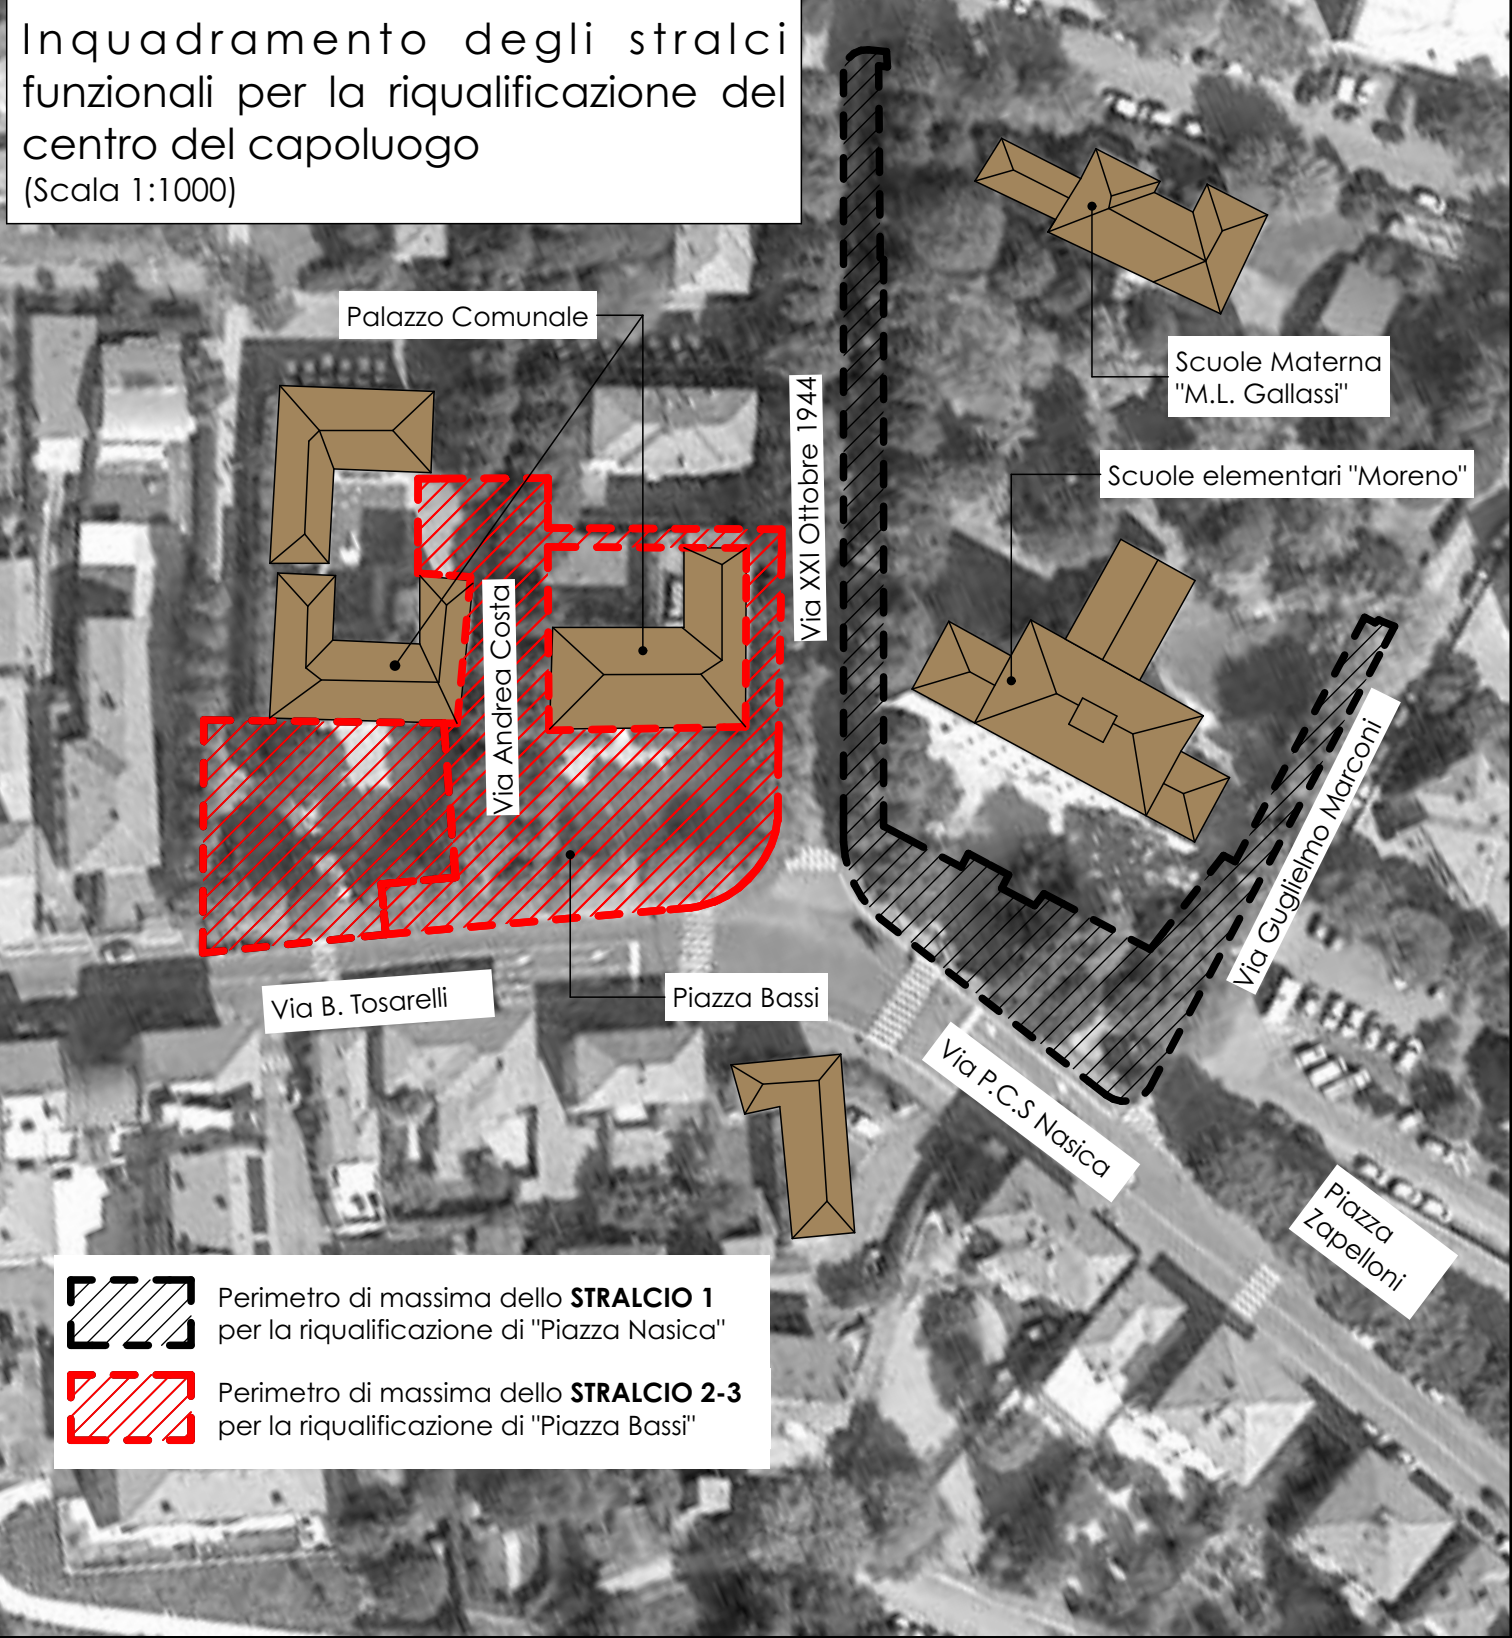 Inquadramento degli stralci
funzionali per la riqualificazione del
centro del capoluogo
(Scala 1:1000)
Palazzo Comunale
Scuole Materna
"M.L. Gallassi"
Via XXI Ottobre 1944
Scuole elementari "Moreno"
Via Andrea Costa
Via Guglielmo Marconi
Via B. Tosarelli
Piazza Bassi
Via P.C.S Nasica
Piazza
Zapelloni
Perimetro di massima dello STRALCIO 1
per la riqualificazione di "Piazza Nasica"
Perimetro di massima dello STRALCIO 2-3
per la riqualificazione di "Piazza Bassi"